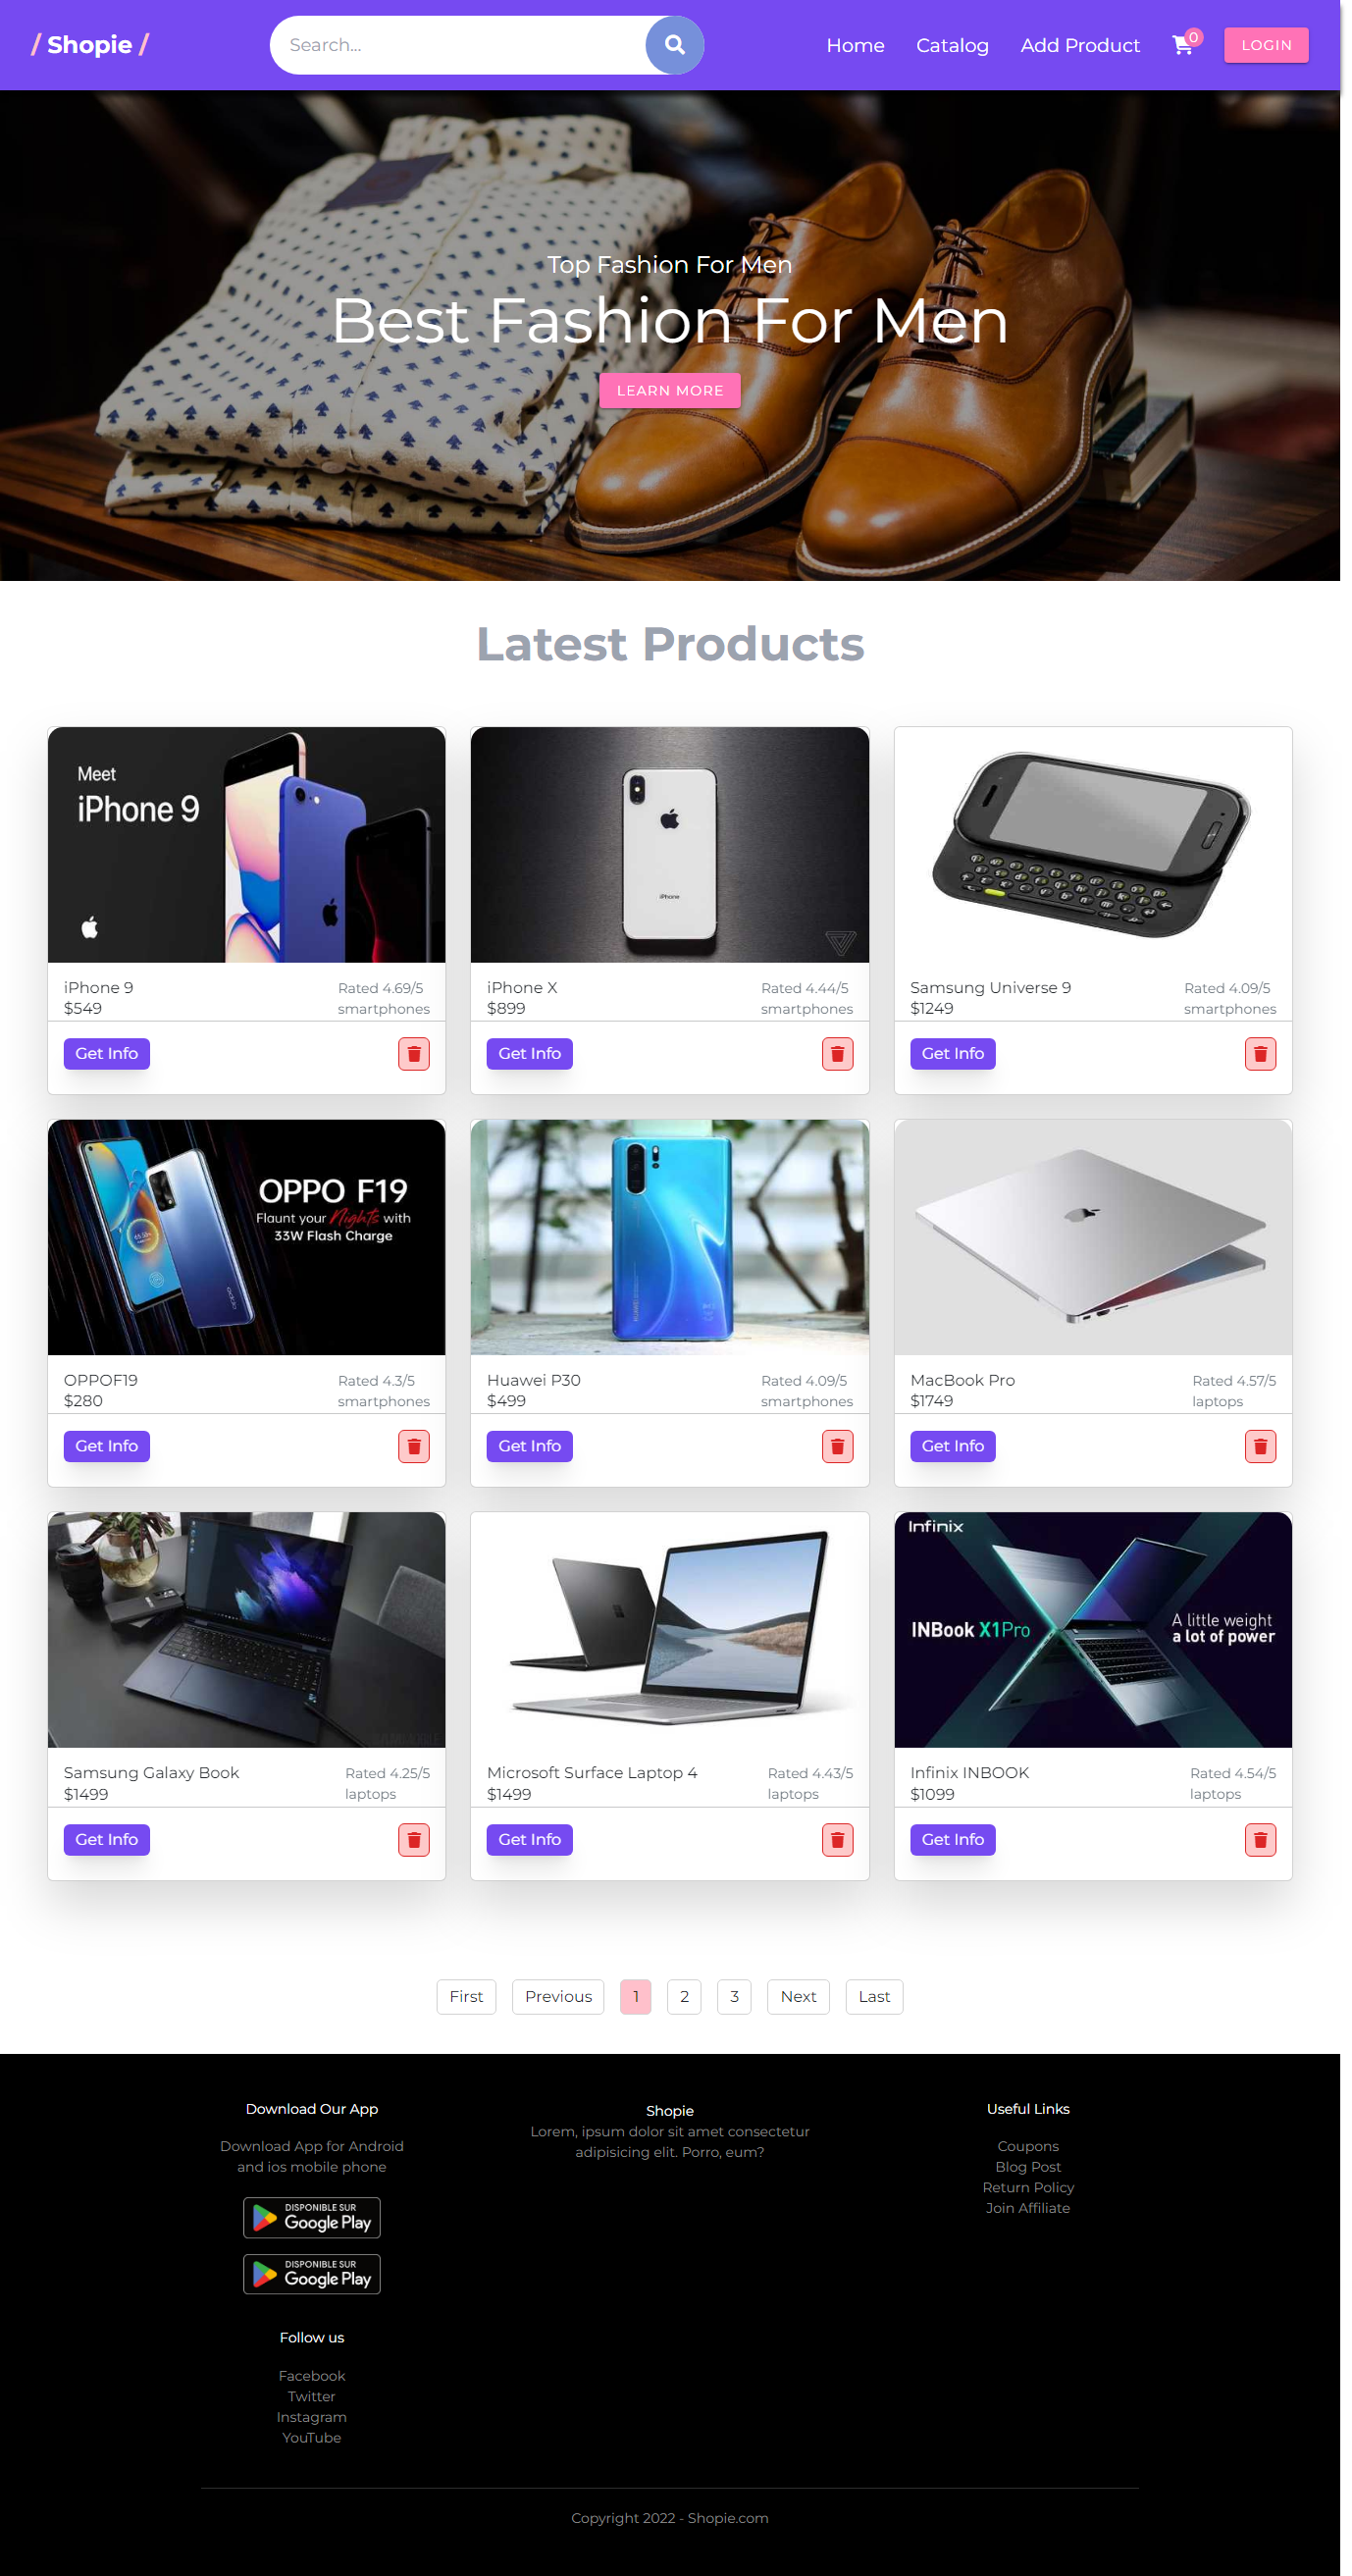 / Shopie /
Search...
Home
Catalog
Add Product
0
LOGIN
Top Fashion For Men
Best Fashion For Men
LEARN MORE
Latest Products
Meet
iPhone 9
iPhone 9
$549
Rated 4.69/5
smartphones
Get Info
iPhone
iPhone X
$899
Rated 4.44/5
smartphones
Get Info
Samsung Universe 9
$1249
Rated 4.09/5
smartphones
Get Info
OPPO F19
Flaunt your Nights with
33W Flash Charge
OPPOF19
$280
Rated 4.3/5
smartphones
Get Info
HUAWEI P30
Huawei P30
$499
Rated 4.09/5
smartphones
Get Info
MacBook Pro
$1749
Rated 4.57/5
laptops
Get Info
Samsung Galaxy Book
$1499
Rated 4.25/5
laptops
Get Info
Microsoft Surface Laptop 4
$1499
Rated 4.43/5
laptops
Get Info
Infinix
INBook X1Pro
A little weight
a lot of power
Infinix INBOOK
$1099
Rated 4.54/5
laptops
Get Info
First
Previous
1
2
3
Next
Last
Download Our App
Download App for Android
and ios mobile phone
DISPONIBLE SUR
Google Play
DISPONIBLE SUR
Google Play
Shopie
Lorem, ipsum dolor sit amet consectetur
adipisicing elit. Porro, eum?
Useful Links
Coupons
Blog Post
Return Policy
Join Affiliate
Follow us
Facebook
Twitter
Instagram
YouTube
Copyright 2022 - Shopie.com